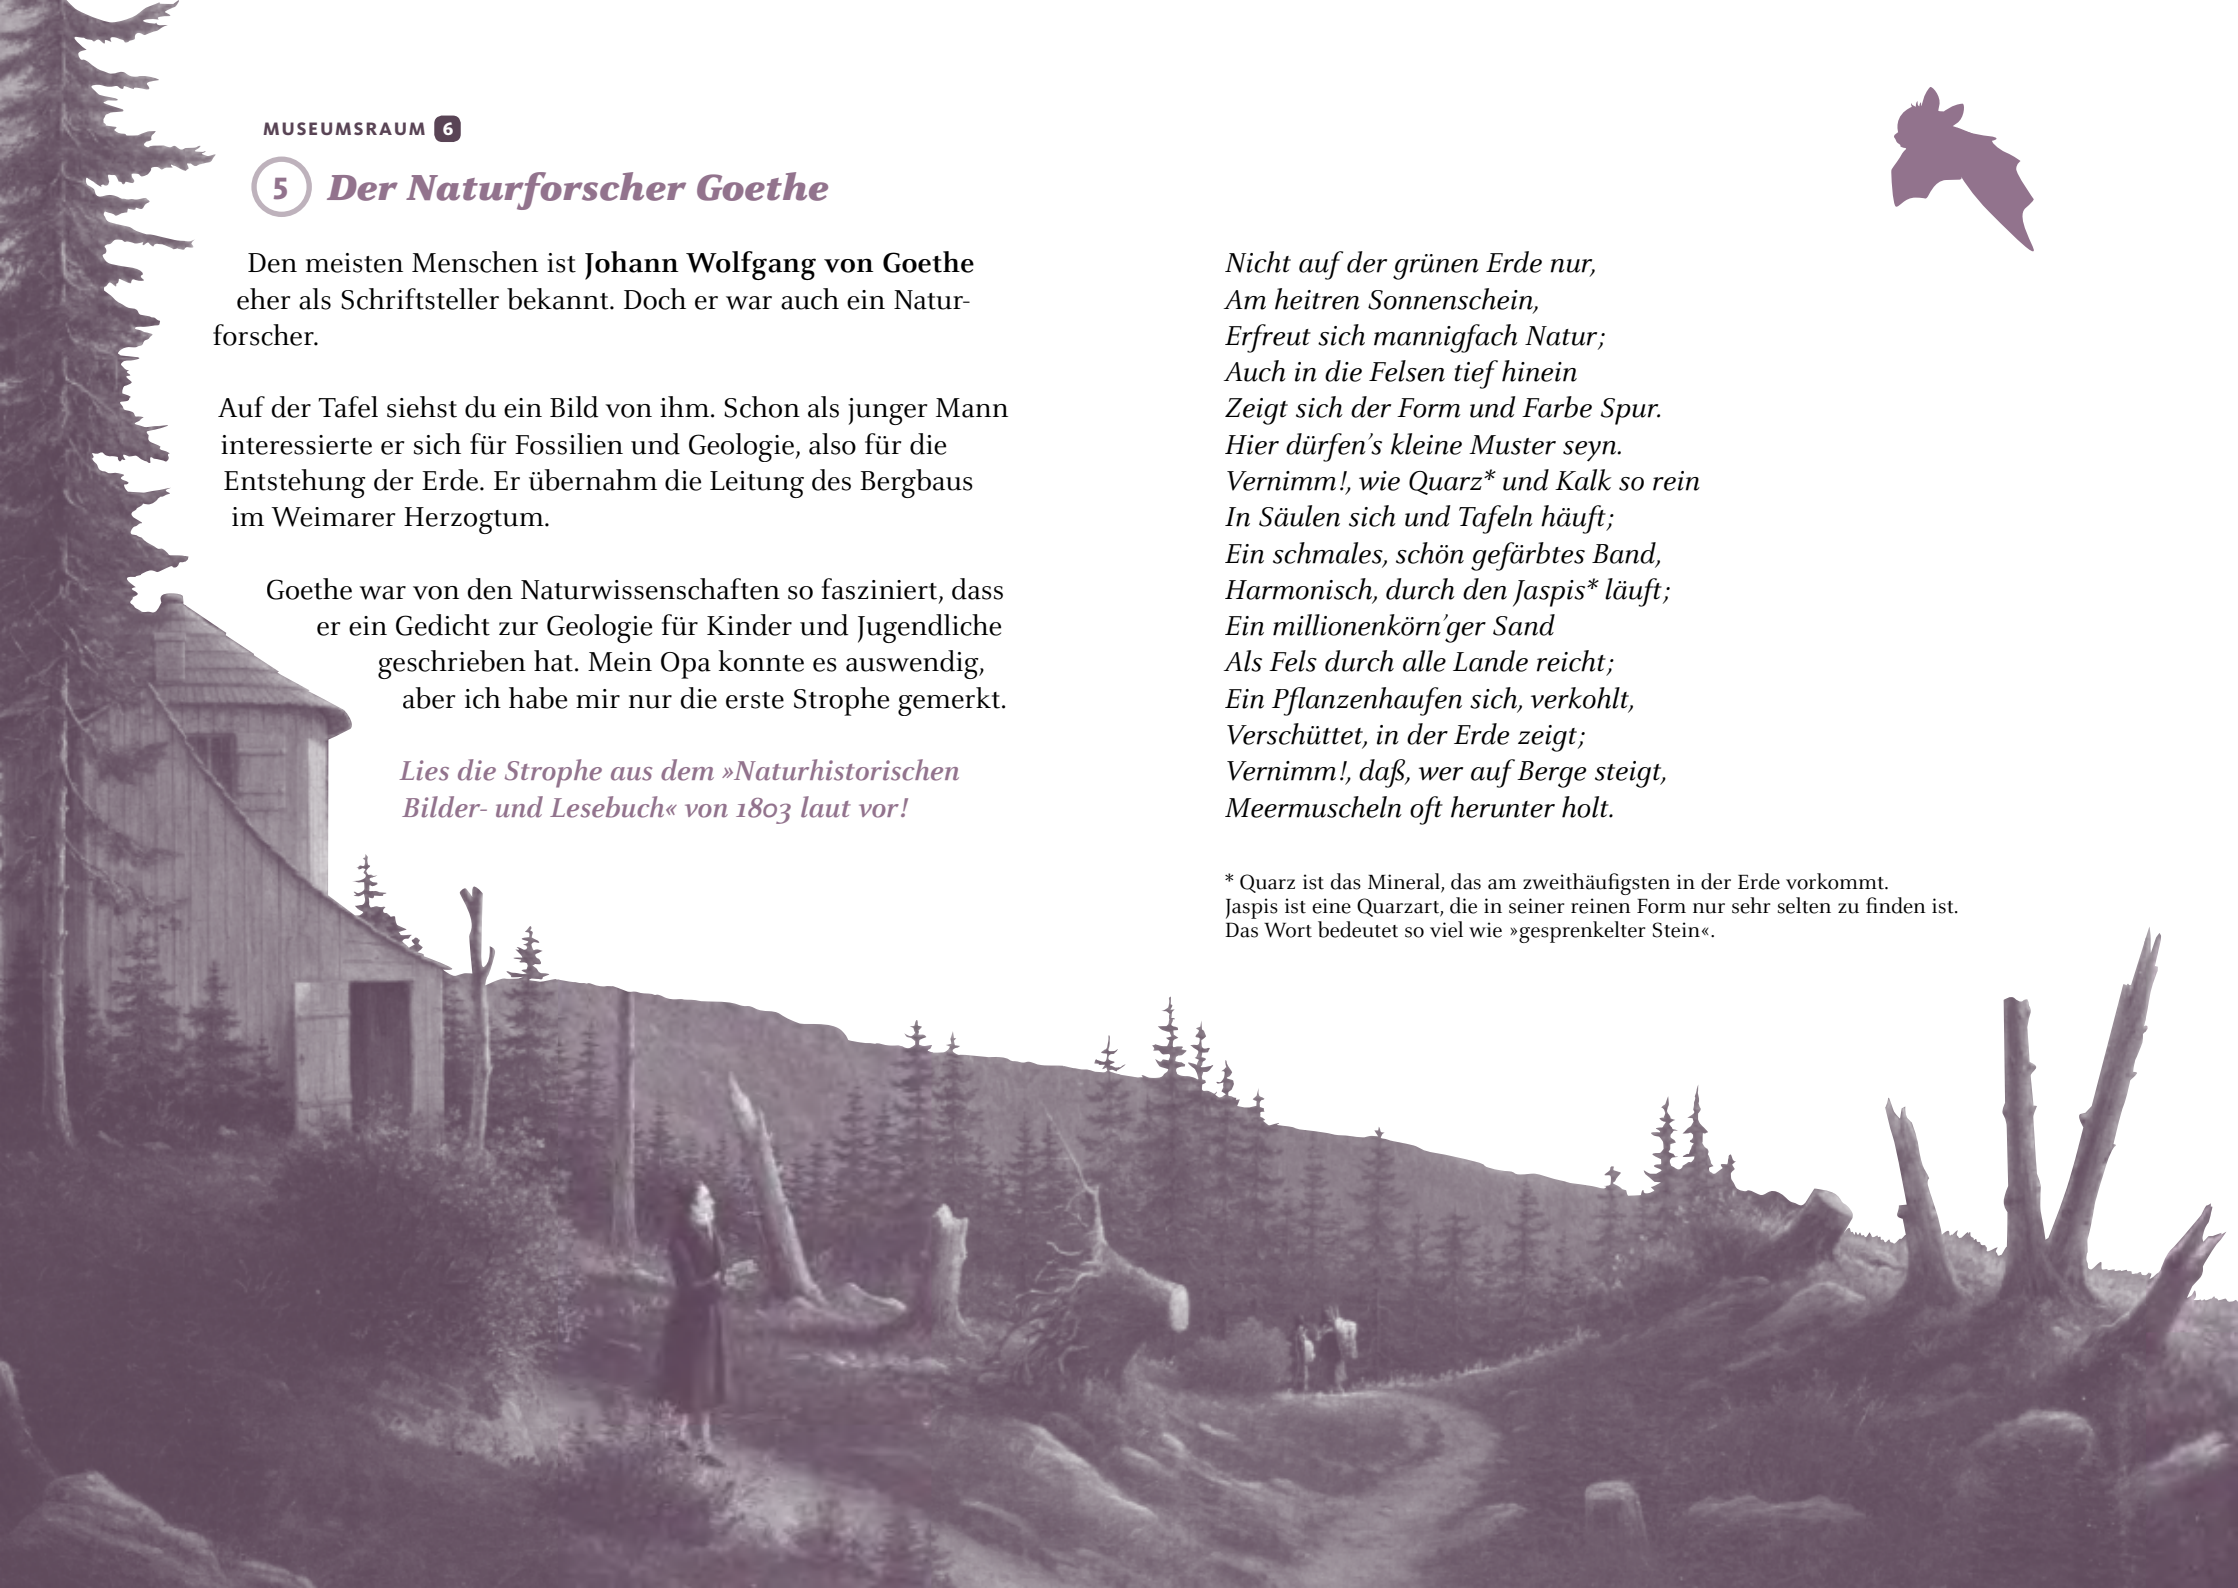 MUSEUMSRAUM 6
5 Der Naturforscher Goethe
Den meisten Menschen ist Johann Wolfgang von Goethe
eher als Schriftsteller bekannt. Doch er war auch ein Natur-
forscher.
Auf der Tafel siehst du ein Bild von ihm. Schon als junger Mann
interessierte er sich für Fossilien und Geologie, also für die
Entstehung der Erde. Er übernahm die Leitung des Bergbaus
im Weimarer Herzogtum.
Goethe war von den Naturwissenschaften so fasziniert, dass
er ein Gedicht zur Geologie für Kinder und Jugendliche
geschrieben hat. Mein Opa konnte es auswendig,
aber ich habe mir nur die erste Strophe gemerkt.
Lies die Strophe aus dem »Naturhistorischen
Bilder- und Lesebuch« von 1803 laut vor!
Nicht auf der grünen Erde nur,
Am heitren Sonnenschein,
Erfreut sich mannigfach Natur;
Auch in die Felsen tief hinein
Zeigt sich der Form und Farbe Spur.
Hier dürfen’s kleine Muster seyn.
Vernimm!, wie Quarz* und Kalk so rein
In Säulen sich und Tafeln häuft;
Ein schmales, schön gefärbtes Band,
Harmonisch, durch den Jaspis* läuft;
Ein millionenkörn’ger Sand
Als Fels durch alle Lande reicht;
Ein Pflanzenhaufen sich, verkohlt,
Verschüttet, in der Erde zeigt;
Vernimm!, daß, wer auf Berge steigt,
Meermuscheln oft herunter holt.
* Quarz ist das Mineral, das am zweithäufigsten in der Erde vorkommt.
Jaspis ist eine Quarzart, die in seiner reinen Form nur sehr selten zu finden ist.
Das Wort bedeutet so viel wie »gesprenkelter Stein«.